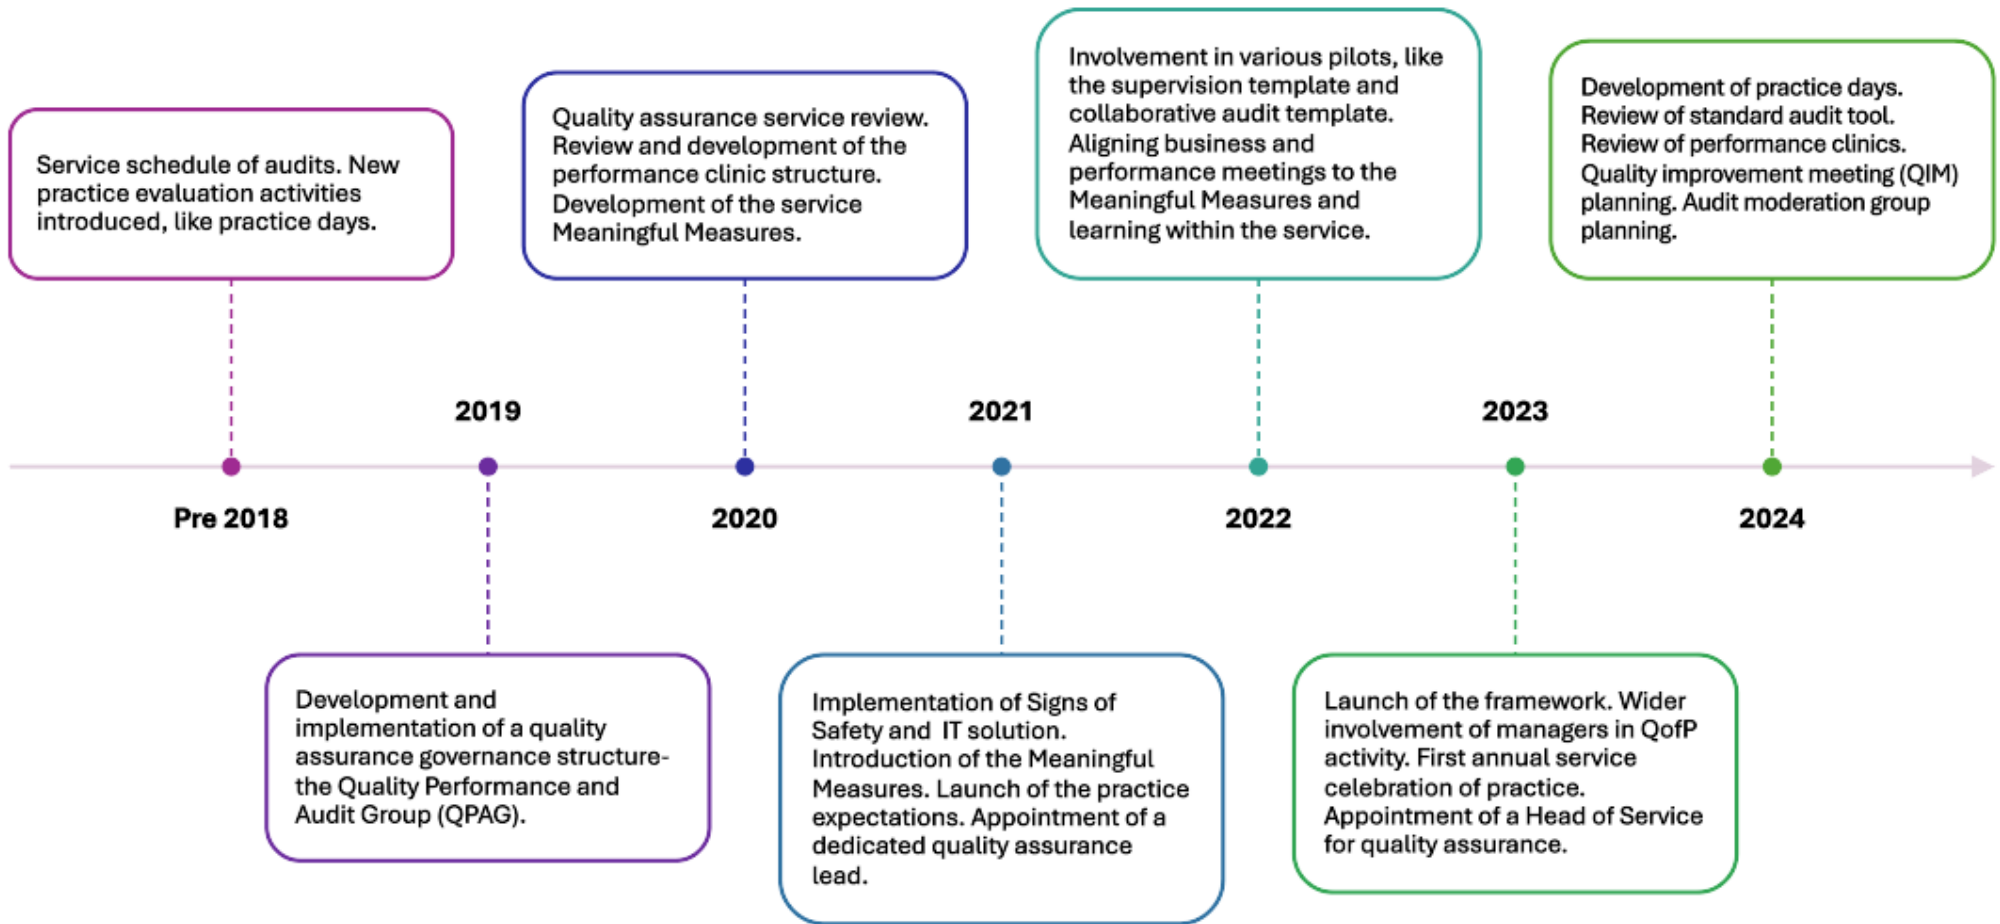 Service schedule of audits. New
practice evaluation activities
introduced, like practice days.
Quality assurance service review.
Review and development of the
performance clinic structure.
Development of the service
Meaningful Measures.
Involvement in various pilots, like
the supervision template and
collaborative audit template.
Aligning business and
performance meetings to the
Meaningful Measures and
learning within the service.
Development of practice days.
Review of standard audit tool.
Review of performance clinics.
Quality improvement meeting (QIM)
planning. Audit moderation group
planning.
2019
2021
2023
Pre 2018
2020
2022
2024
Development and
implementation of a quality
assurance governance structure-
the Quality Performance and
Audit Group (QPAG).
Implementation of Signs of
Safety and  IT solution.
Introduction of the Meaningful
Measures. Launch of the practice
expectations. Appointment of a
dedicated quality assurance
lead.
Launch of the framework. Wider
involvement of managers in QofP
activity. First annual service
celebration of practice.
Appointment of a Head of Service
for quality assurance.